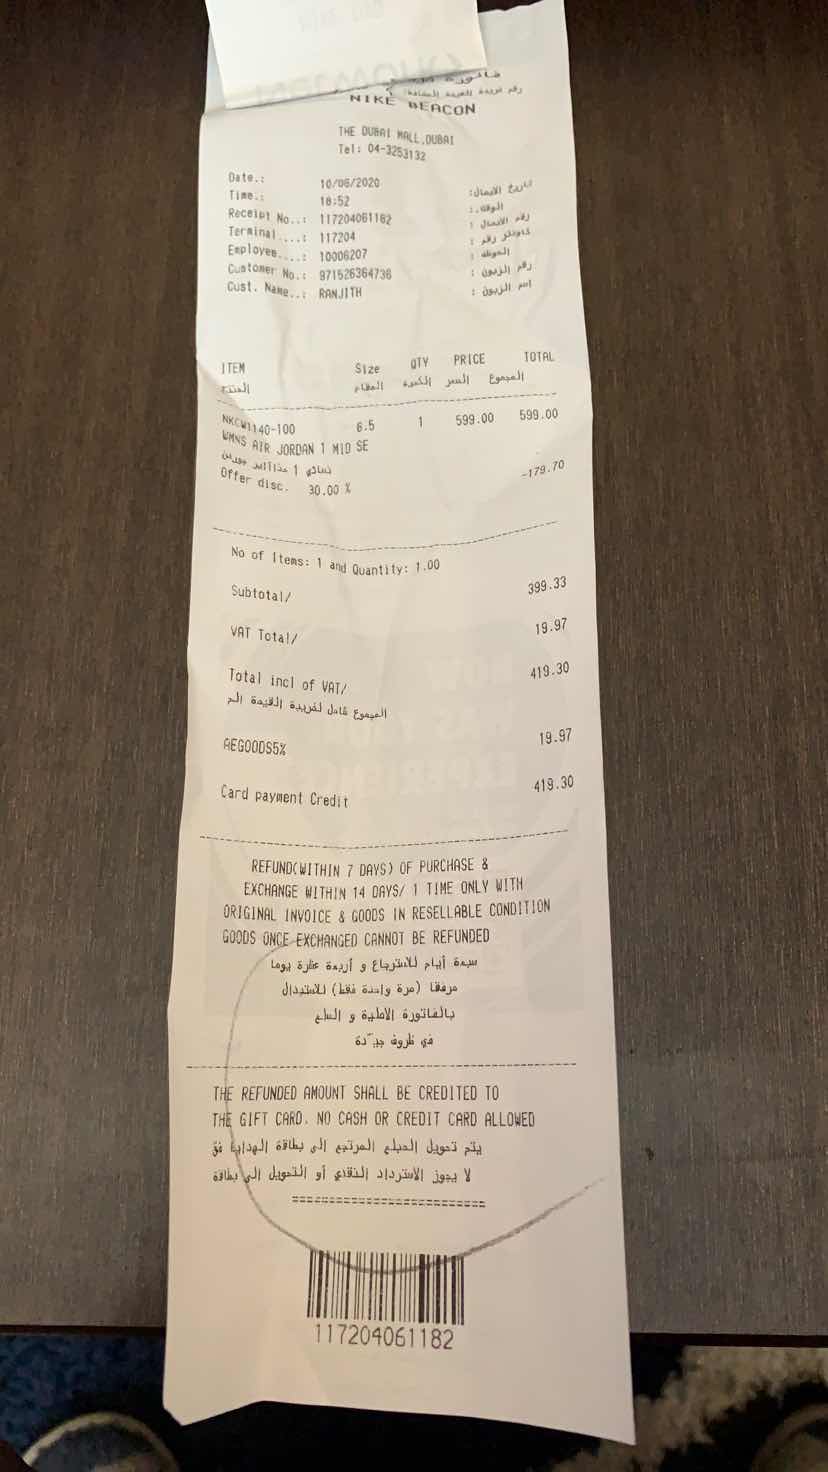 فاتورة
رقم ضريبة القيمة المضافة:
NIKE BEACON
THE DUBAI MALL,DUBAI
Tel: 04-3253132
Date.: 10/06/2020 تاريخ الايصال:
Time.: 18:52 الوقت.:
Receipt No..: 117204061182 رقم الايصال :
Terminal ....: 117204 كاونتر رقم :
Employee....: 10006207 الموظف :
Customer No.: 971526364736 رقم الزبون :
Cust. Name..: RANJITH اسم الزبون :
ITEM Size QTY PRICE TOTAL
المنتج المقاس الكمية السعر المجموع
NKCW1140-100 6.5 1 599.00 599.00
WMNS AIR JORDAN 1 MID SE
نسائي 1 حذا ااير جوردن
Offer disc. 30.00 % -179.70
No of Items: 1 and Quantity: 1.00
Subtotal/ 399.33
VAT Total/ 19.97
Total incl of VAT/ 419.30
المجموع شامل لضريبة القيمة الم
AEGOODS5% 19.97
Card payment Credit 419.30
REFUND(WITHIN 7 DAYS) OF PURCHASE &
EXCHANGE WITHIN 14 DAYS/ 1 TIME ONLY WITH
ORIGINAL INVOICE & GOODS IN RESELLABLE CONDITION
GOODS ONCE EXCHANGED CANNOT BE REFUNDED
سبعة أيام للاسترجاع و أربعة عشرة يوما
مرفقا (مرة واحدة فقط) للاستبدال
بالفاتورة الاصلية و السلع
في ظروف جيّدة
THE REFUNDED AMOUNT SHALL BE CREDITED TO
THE GIFT CARD. NO CASH OR CREDIT CARD ALLOWED
يتم تحويل المبلغ المرتجع إلى بطاقة الهداية فق
لا يجوز الاسترداد النقدي أو التحويل إلى بطاقة
117204061182